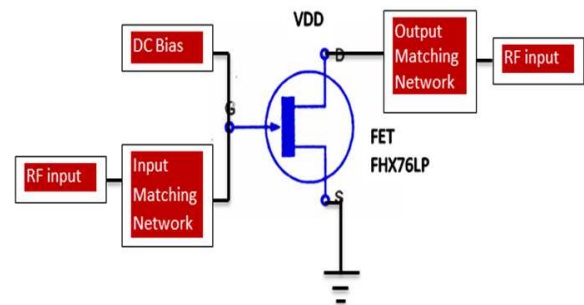 VDD
DC Bias
Output
Matching
Network
RF input
D
G
FET
FHX76LP
RF input
Input
Matching
Network
S